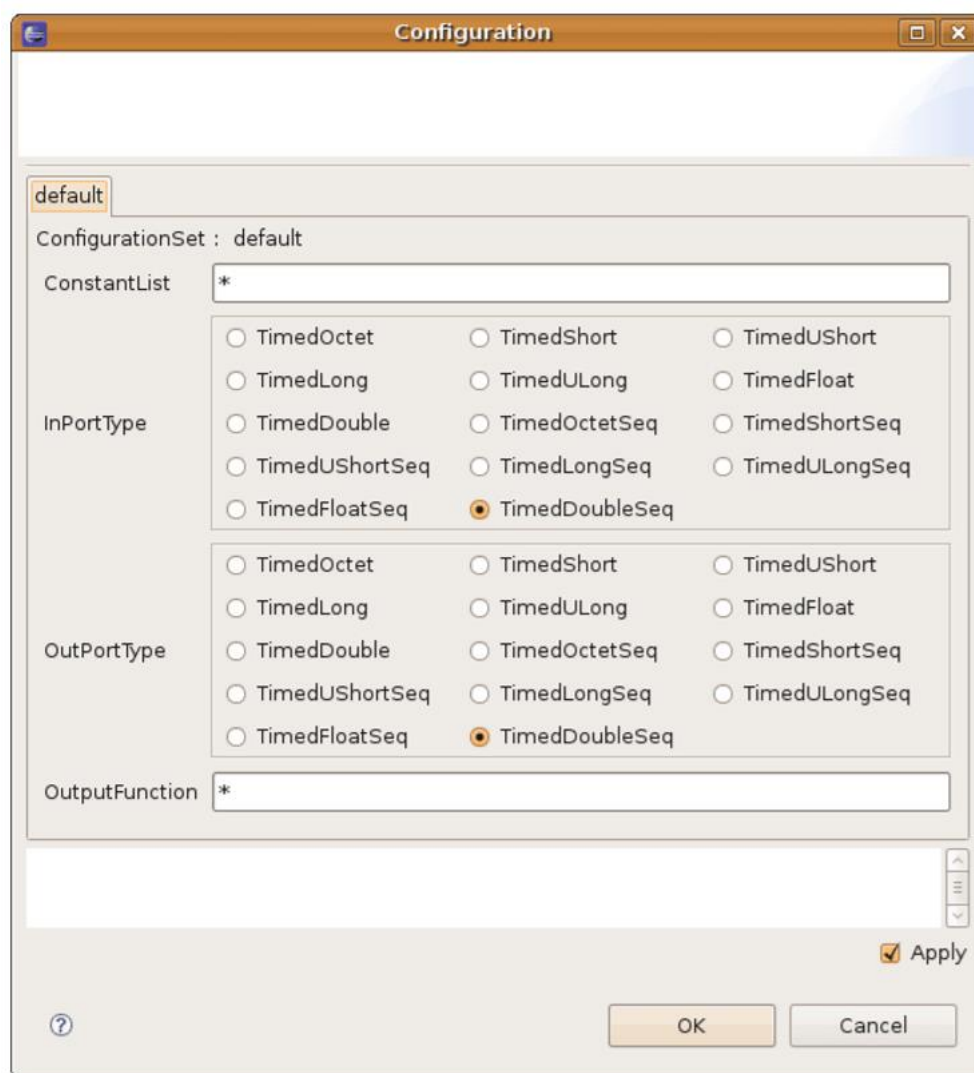 Configuration
default
ConfigurationSet : default
ConstantList *
TimedOctet TimedShort TimedUShort
TimedLong TimedULong TimedFloat
InPortType TimedDouble TimedOctetSeq TimedShortSeq
TimedUShortSeq TimedLongSeq TimedULongSeq
TimedFloatSeq TimedDoubleSeq
TimedOctet TimedShort TimedUShort
TimedLong TimedULong TimedFloat
OutPortType TimedDouble TimedOctetSeq TimedShortSeq
TimedUShortSeq TimedLongSeq TimedULongSeq
TimedFloatSeq TimedDoubleSeq
OutputFunction *
Apply
? OK Cancel